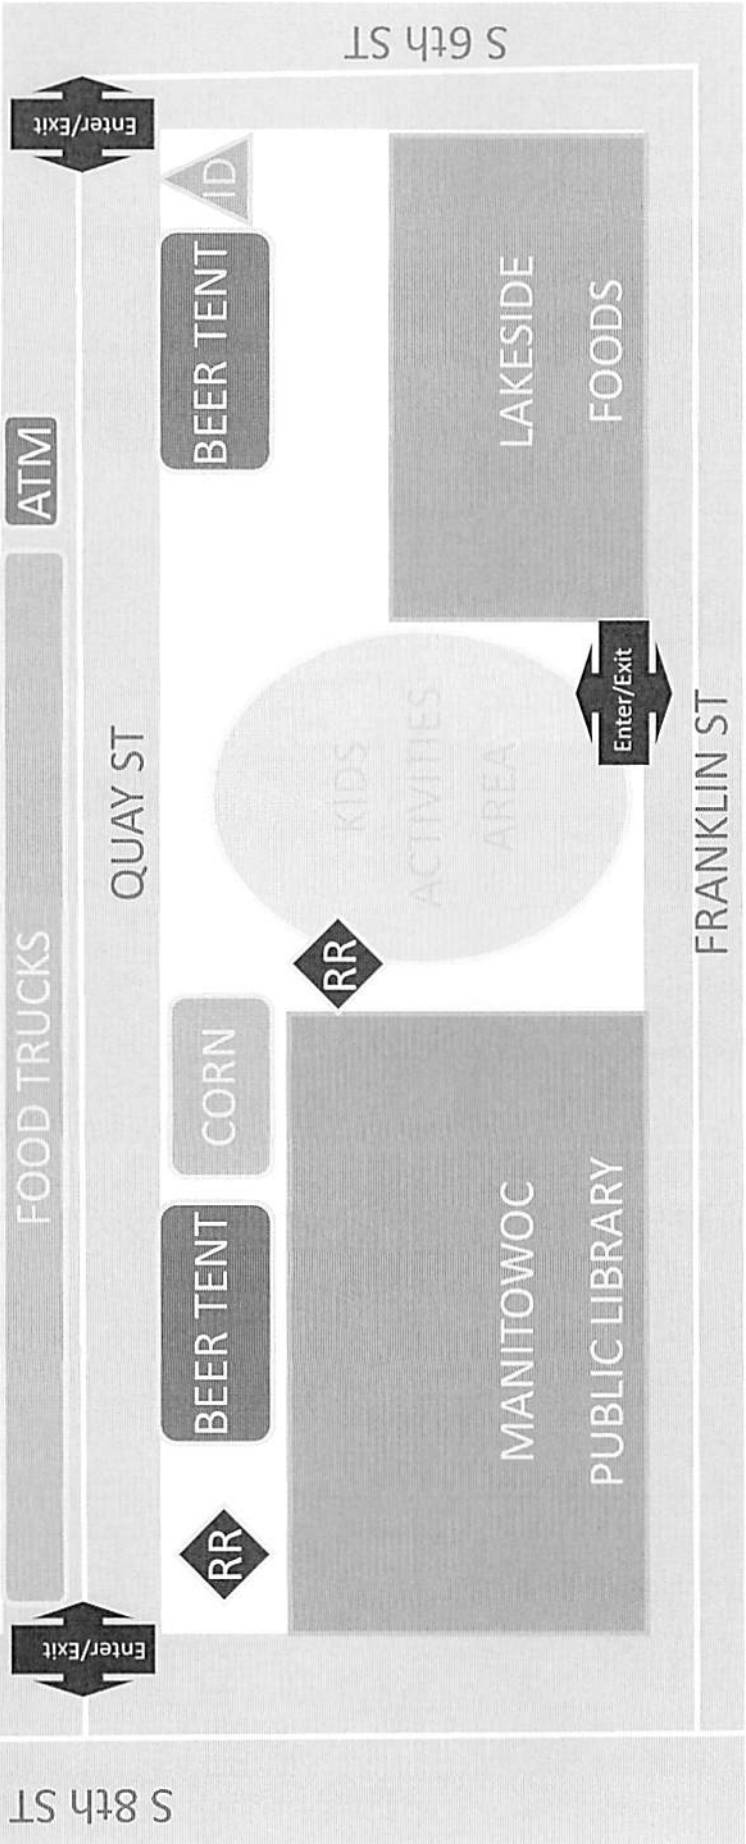 S 8th ST
Enter/Exit
FOOD TRUCKS
ATM
Enter/Exit
QUAY ST
RR
BEER TENT
CORN
BEER TENT
ID
RR
KIDS
ACTIVITIES
AREA
MANITOWOC
PUBLIC LIBRARY
LAKESIDE
FOODS
Enter/Exit
FRANKLIN ST
S 6th ST